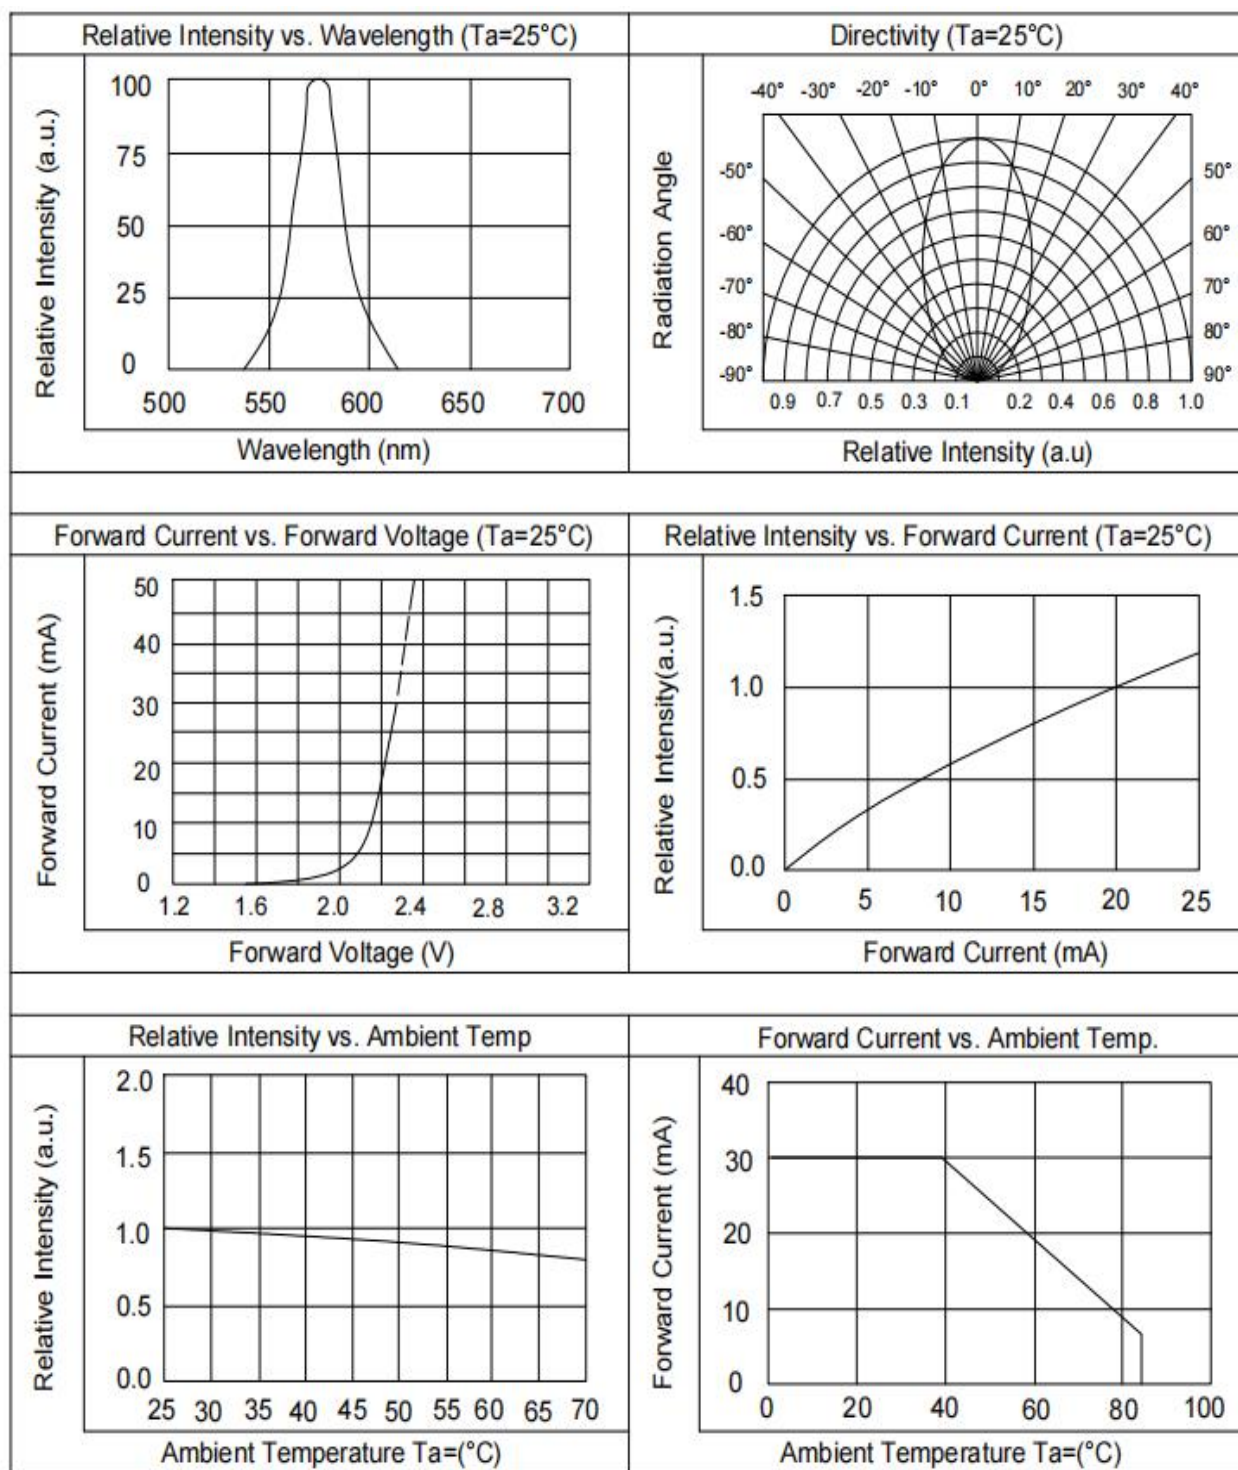 Relative Intensity vs. Wavelength (Ta=25°C)
Relative Intensity (a.u.)
100
75
50
25
0
500 550 600 650 700
Wavelength (nm)
Directivity (Ta=25°C)
Radiation Angle
-40° -30° -20° -10° 0° 10° 20° 30° 40°
-50° 50°
-60° 60°
-70° 70°
-80° 80°
-90° 90°
0.9 0.7 0.5 0.3 0.1 0.2 0.4 0.6 0.8 1.0
Relative Intensity (a.u)
Forward Current vs. Forward Voltage (Ta=25°C)
Forward Current (mA)
50
40
30
20
10
0
1.2 1.6 2.0 2.4 2.8 3.2
Forward Voltage (V)
Relative Intensity vs. Forward Current (Ta=25°C)
Relative Intensity(a.u.)
1.5
1.0
0.5
0.0
0 5 10 15 20 25
Forward Current (mA)
Relative Intensity vs. Ambient Temp
Relative Intensity (a.u.)
2.0
1.5
1.0
0.5
0.0
25 30 35 40 45 50 55 60 65 70
Ambient Temperature Ta=(°C)
Forward Current vs. Ambient Temp.
Forward Current (mA)
40
30
20
10
0
0 20 40 60 80 100
Ambient Temperature Ta=(°C)